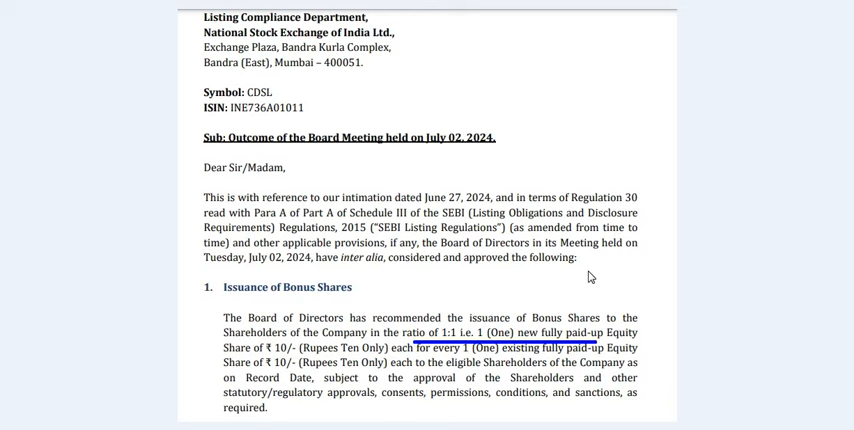 Listing Compliance Department,
National Stock Exchange of India Ltd.,
Exchange Plaza, Bandra Kurla Complex,
Bandra (East), Mumbai – 400051.
Symbol: CDSL
ISIN: INE736A01011
Sub: Outcome of the Board Meeting held on July 02, 2024.
Dear Sir/Madam,
This is with reference to our intimation dated June 27, 2024, and in terms of Regulation 30
read with Para A of Part A of Schedule III of the SEBI (Listing Obligations and Disclosure
Requirements) Regulations, 2015 (“SEBI Listing Regulations”) (as amended from time to
time) and other applicable provisions, if any, the Board of Directors in its Meeting held on
Tuesday, July 02, 2024, have inter alia, considered and approved the following:
1. Issuance of Bonus Shares
The Board of Directors has recommended the issuance of Bonus Shares to the
Shareholders of the Company in the ratio of 1:1 i.e. 1 (One) new fully paid-up Equity
Share of ₹ 10/- (Rupees Ten Only) each for every 1 (One) existing fully paid-up Equity
Share of ₹ 10/- (Rupees Ten Only) each to the eligible Shareholders of the Company as
on Record Date, subject to the approval of the Shareholders and other
statutory/regulatory approvals, consents, permissions, conditions, and sanctions, as
required.